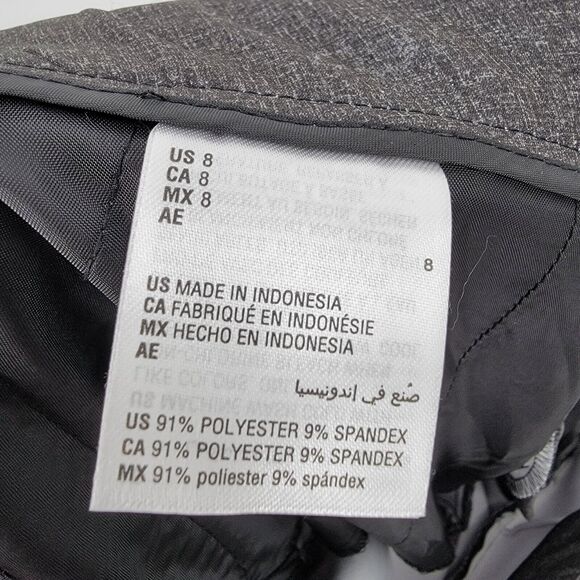 US 8
CA 8
MX 8
AE
8
US MADE IN INDONESIA
CA FABRIQUÉ EN INDONÉSIE
MX HECHO EN INDONESIA
AE
صُنع في إندونيسيا
US 91% POLYESTER 9% SPANDEX
CA 91% POLYESTER 9% SPANDEX
MX 91% poliester 9% spándex